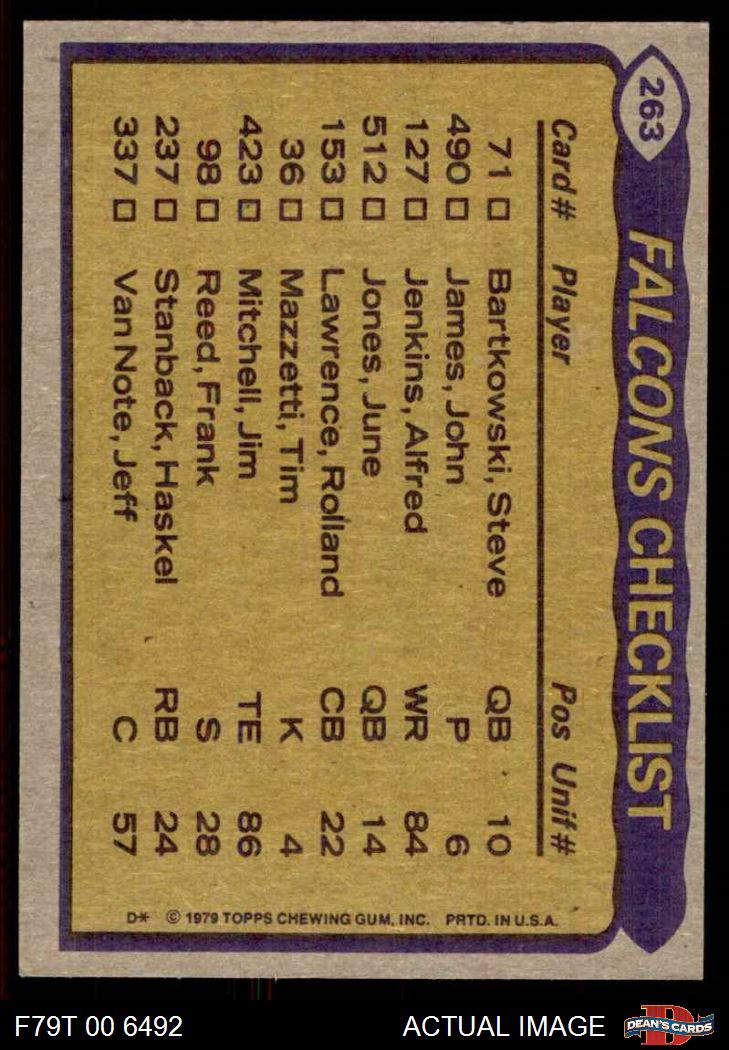 263
FALCONS CHECKLIST
Card# Player Pos Unif#
71 □ Bartkowski, Steve QB 10
490 □ James, John P 6
127 □ Jenkins, Alfred WR 84
512 □ Jones, June QB 14
153 □ Lawrence, Rolland CB 22
36 □ Mazzetti, Tim K 4
423 □ Mitchell, Jim TE 86
98 □ Reed, Frank S 28
237 □ Stanback, Haskel RB 24
337 □ Van Note, Jeff C 57
D* © 1979 TOPPS CHEWING GUM, INC. PRTD. IN U.S.A.
F79T 00 6492
ACTUAL IMAGE
D
DEAN'S CARDS